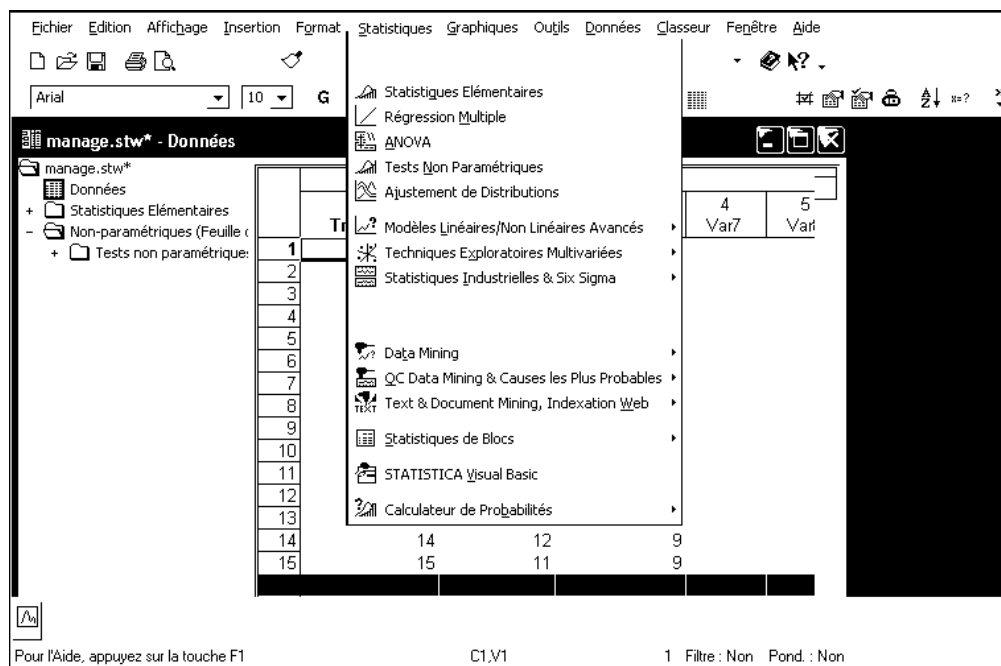 Fichier Edition Affichage Insertion Format Statistiques Graphiques Outils Données Classeur Fenêtre Aide
Arial 10 G
manage.stw* - Données
manage.stw*
Données
Statistiques Elémentaires
Non-paramétriques (Feuille
Tests non paramétrique:
Statistiques Elémentaires
Régression Multiple
ANOVA
Tests Non Paramétriques
Ajustement de Distributions
Modèles Linéaires/Non Linéaires Avancés
Techniques Exploratoires Multivariées
Statistiques Industrielles & Six Sigma
Data Mining
QC Data Mining & Causes les Plus Probables
Text & Document Mining, Indexation Web
Statistiques de Blocs
STATISTICA Visual Basic
Calculateur de Probabilités
4 5
Tr Var7 Var
1
2
3
4
5
6
7
8
9
10
11
12
13
14 14 12 9
15 15 11 9
Pour l'Aide, appuyez sur la touche F1 C1,V1 1 Filtre : Non Pond. : Non